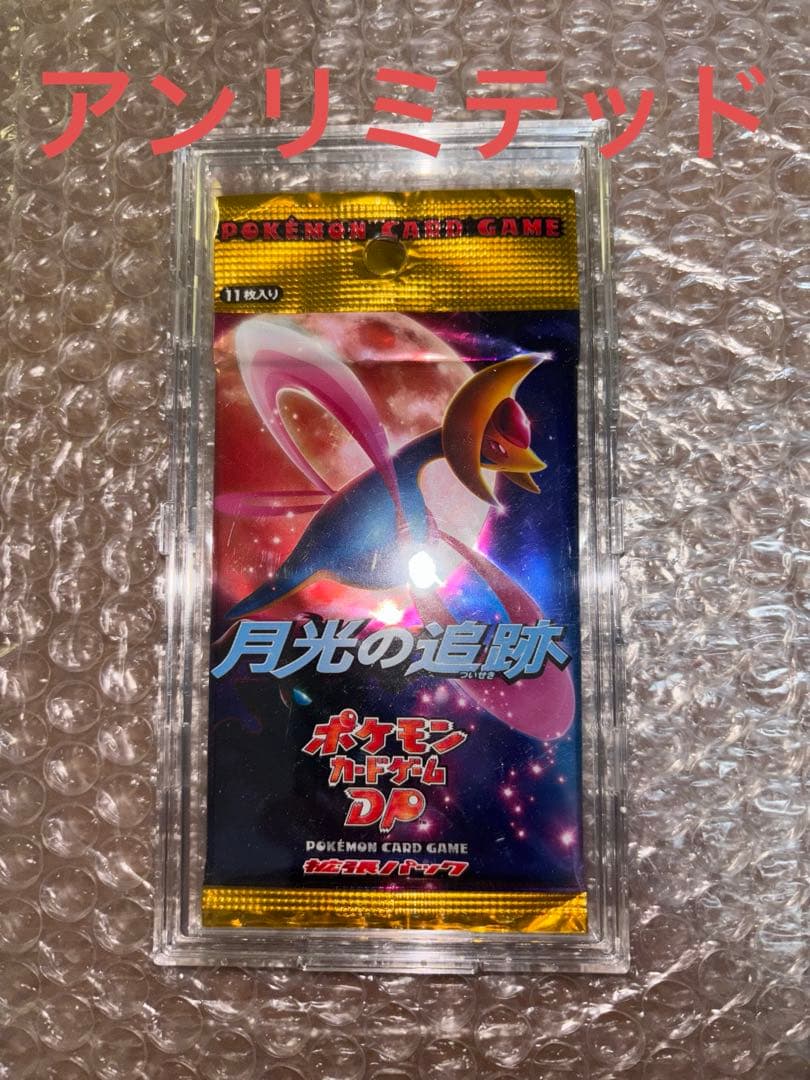 アンリミテッド
POKÉMON CARD GAME
11枚入り
月光の追跡
ついせき
ポケモン
カードゲーム
DP™
POKÉMON CARD GAME
拡張パック